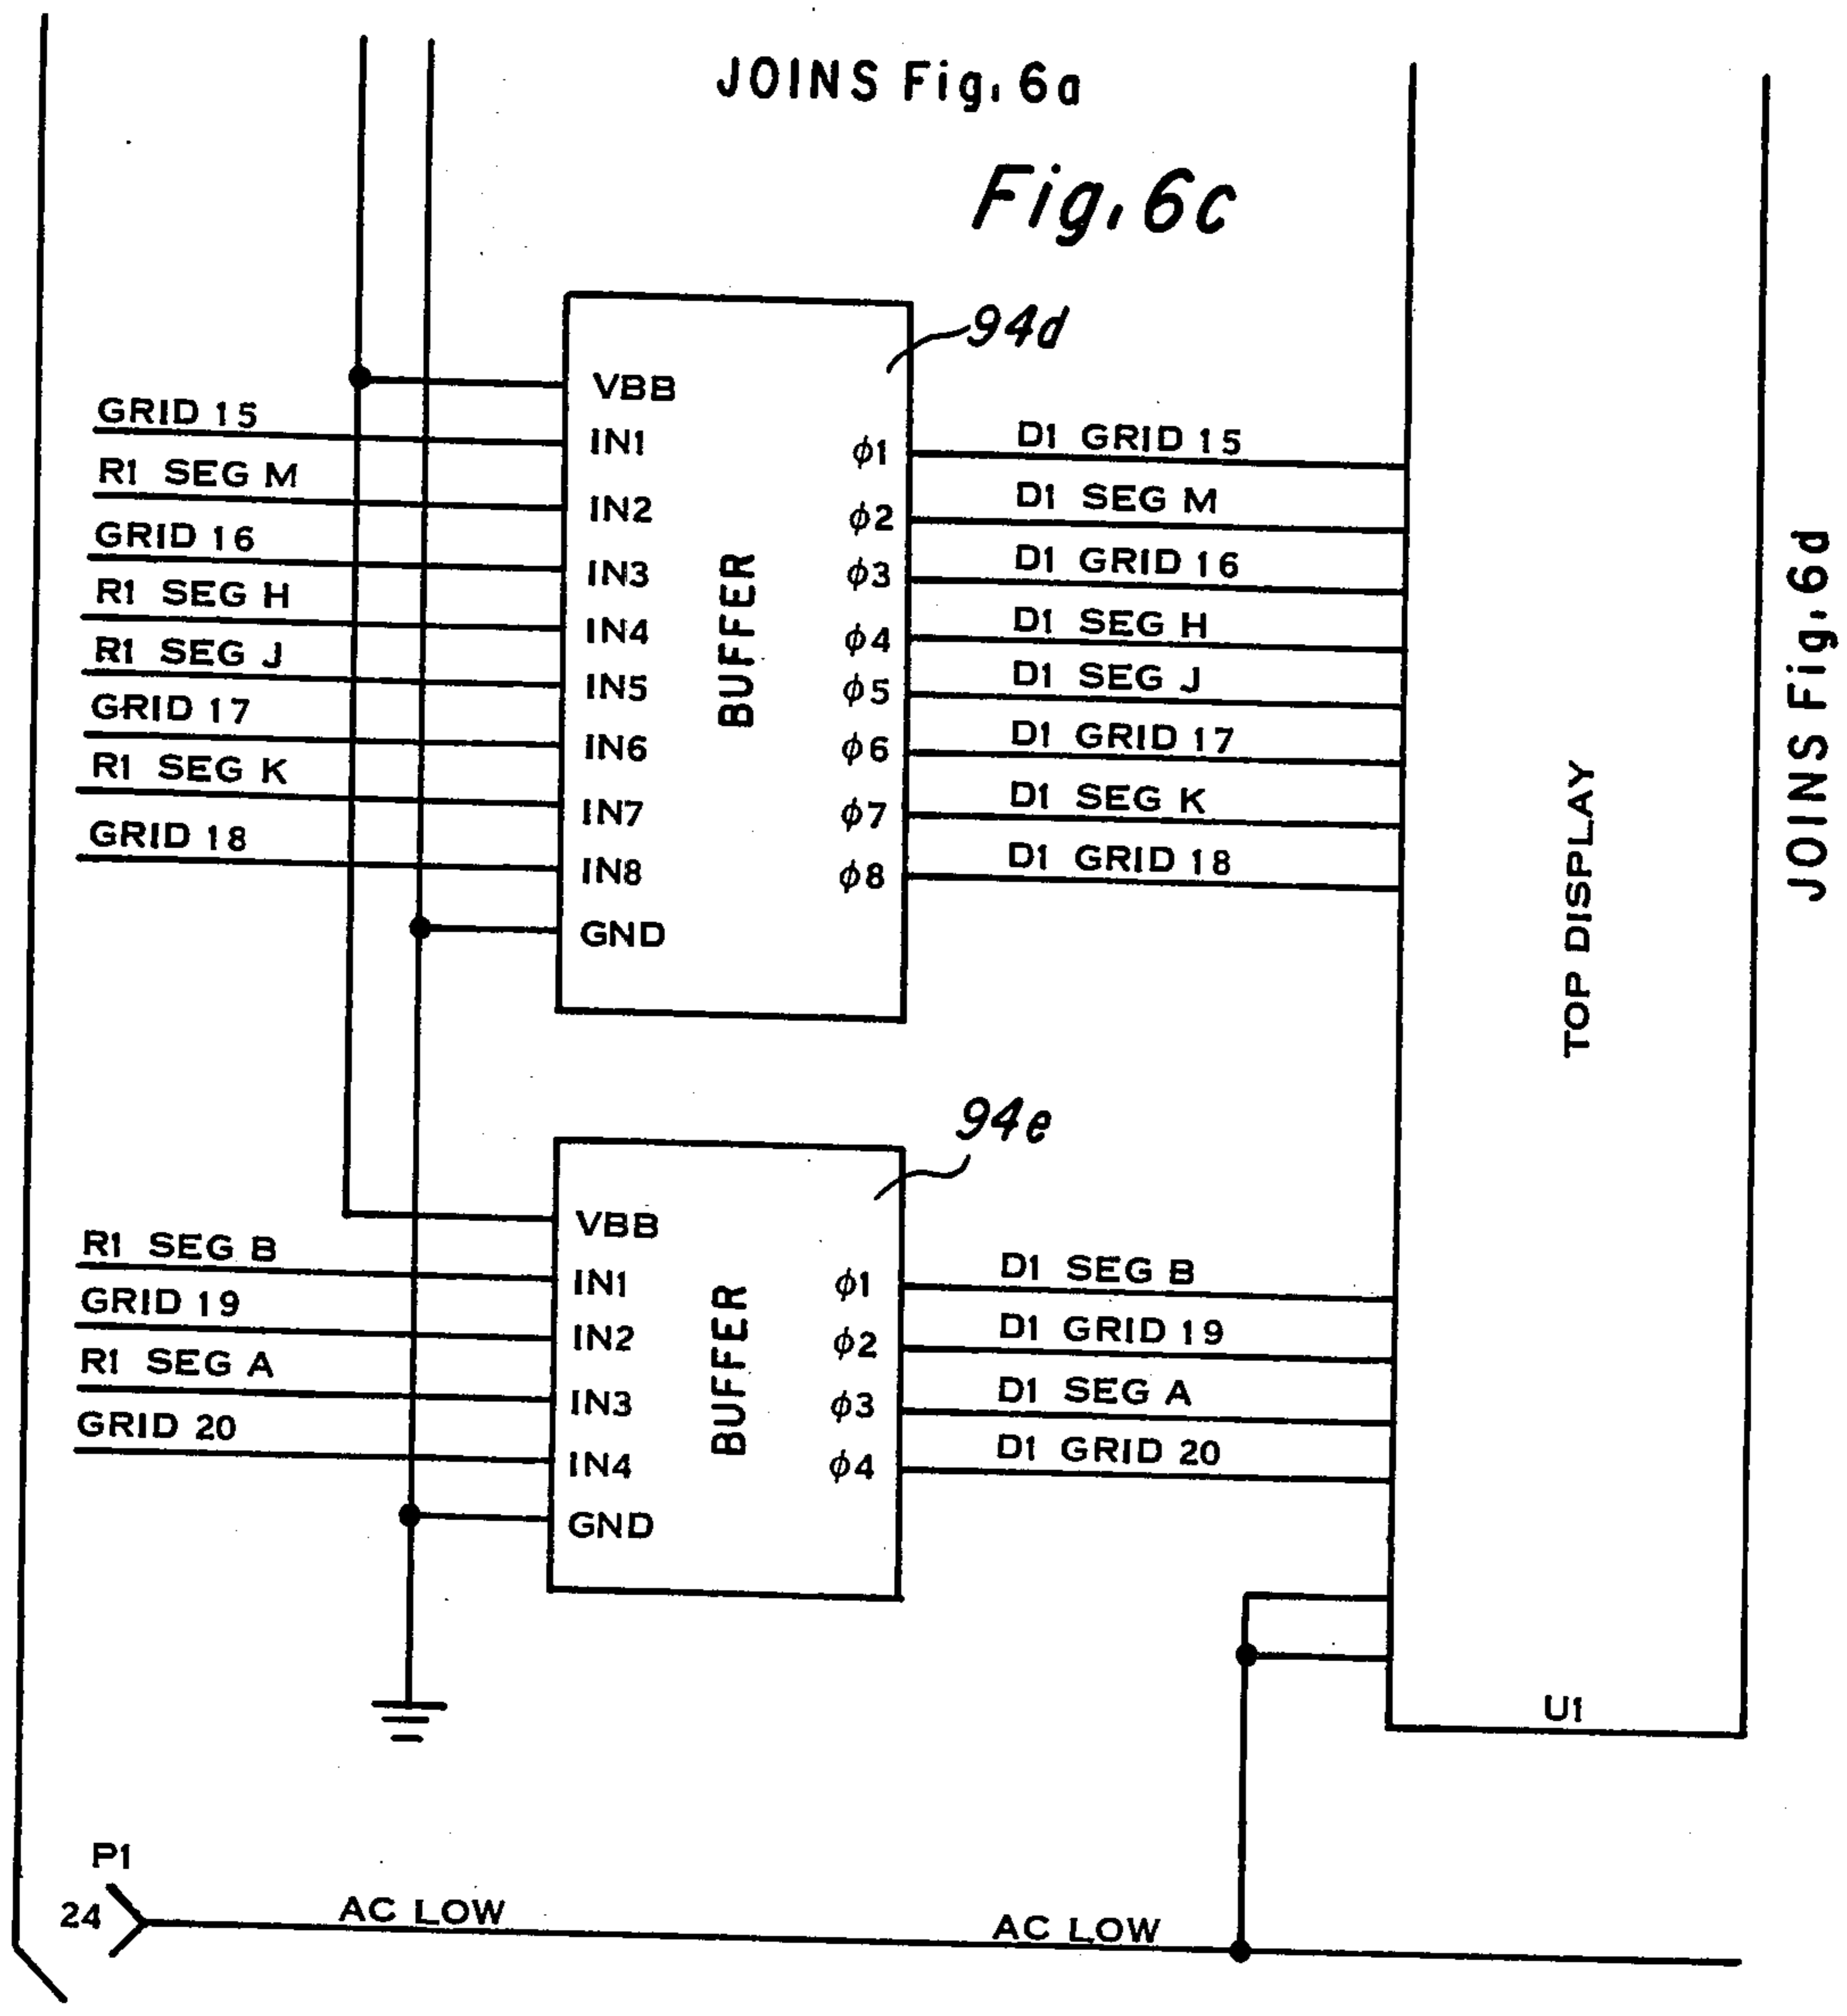 JOINS Fig. 6a
Fig. 6c
94d
VBB
GRID 15
IN1
φ1
D1 GRID 15
R1 SEG M
IN2
φ2
D1 SEG M
GRID 16
IN3
φ3
D1 GRID 16
R1 SEG H
IN4
φ4
D1 SEG H
R1 SEG J
IN5
φ5
D1 SEG J
GRID 17
IN6
φ6
D1 GRID 17
R1 SEG K
IN7
φ7
D1 SEG K
GRID 18
IN8
φ8
D1 GRID 18
GND
BUFFER
TOP DISPLAY
JOINS Fig. 6d
94e
VBB
R1 SEG B
IN1
φ1
D1 SEG B
GRID 19
IN2
φ2
D1 GRID 19
R1 SEG A
IN3
φ3
D1 SEG A
GRID 20
IN4
φ4
D1 GRID 20
GND
BUFFER
U1
P1
24
AC LOW
AC LOW